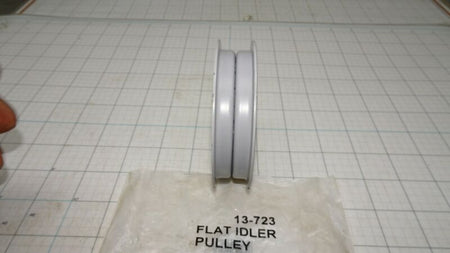 13-723
FLAT IDLER
PULLEY